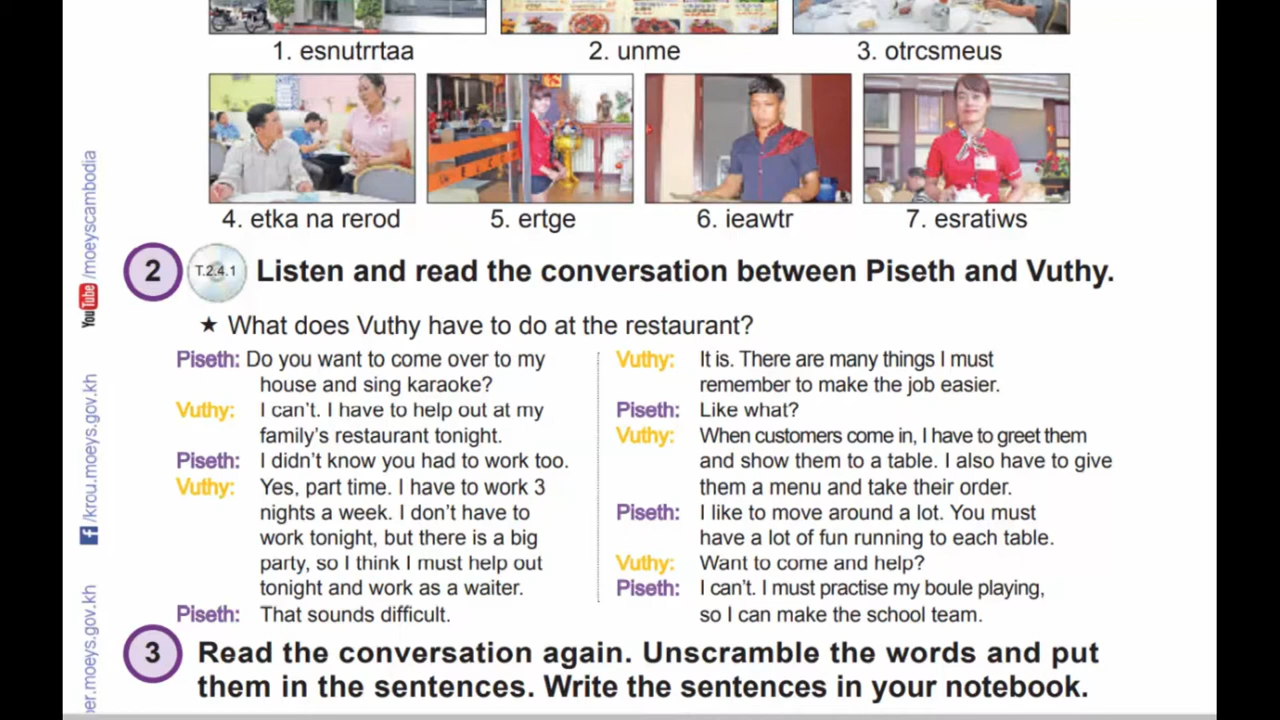 1. esnutrrtaa
2. unme
3. otrcsmeus
4. etka na rerod
5. ertge
6. ieawtr
7. esratiws
2 T.2.4.1 Listen and read the conversation between Piseth and Vuthy.
★ What does Vuthy have to do at the restaurant?
Piseth: Do you want to come over to my
house and sing karaoke?
Vuthy: I can't. I have to help out at my
family's restaurant tonight.
Piseth: I didn't know you had to work too.
Vuthy: Yes, part time. I have to work 3
nights a week. I don't have to
work tonight, but there is a big
party, so I think I must help out
tonight and work as a waiter.
Piseth: That sounds difficult.
Vuthy: It is. There are many things I must
remember to make the job easier.
Piseth: Like what?
Vuthy: When customers come in, I have to greet them
and show them to a table. I also have to give
them a menu and take their order.
Piseth: I like to move around a lot. You must
have a lot of fun running to each table.
Vuthy: Want to come and help?
Piseth: I can't. I must practise my boule playing,
so I can make the school team.
3 Read the conversation again. Unscramble the words and put
them in the sentences. Write the sentences in your notebook.
YouTube /moeyscambodia
f /krou.moeys.gov.kh
er.moeys.gov.kh